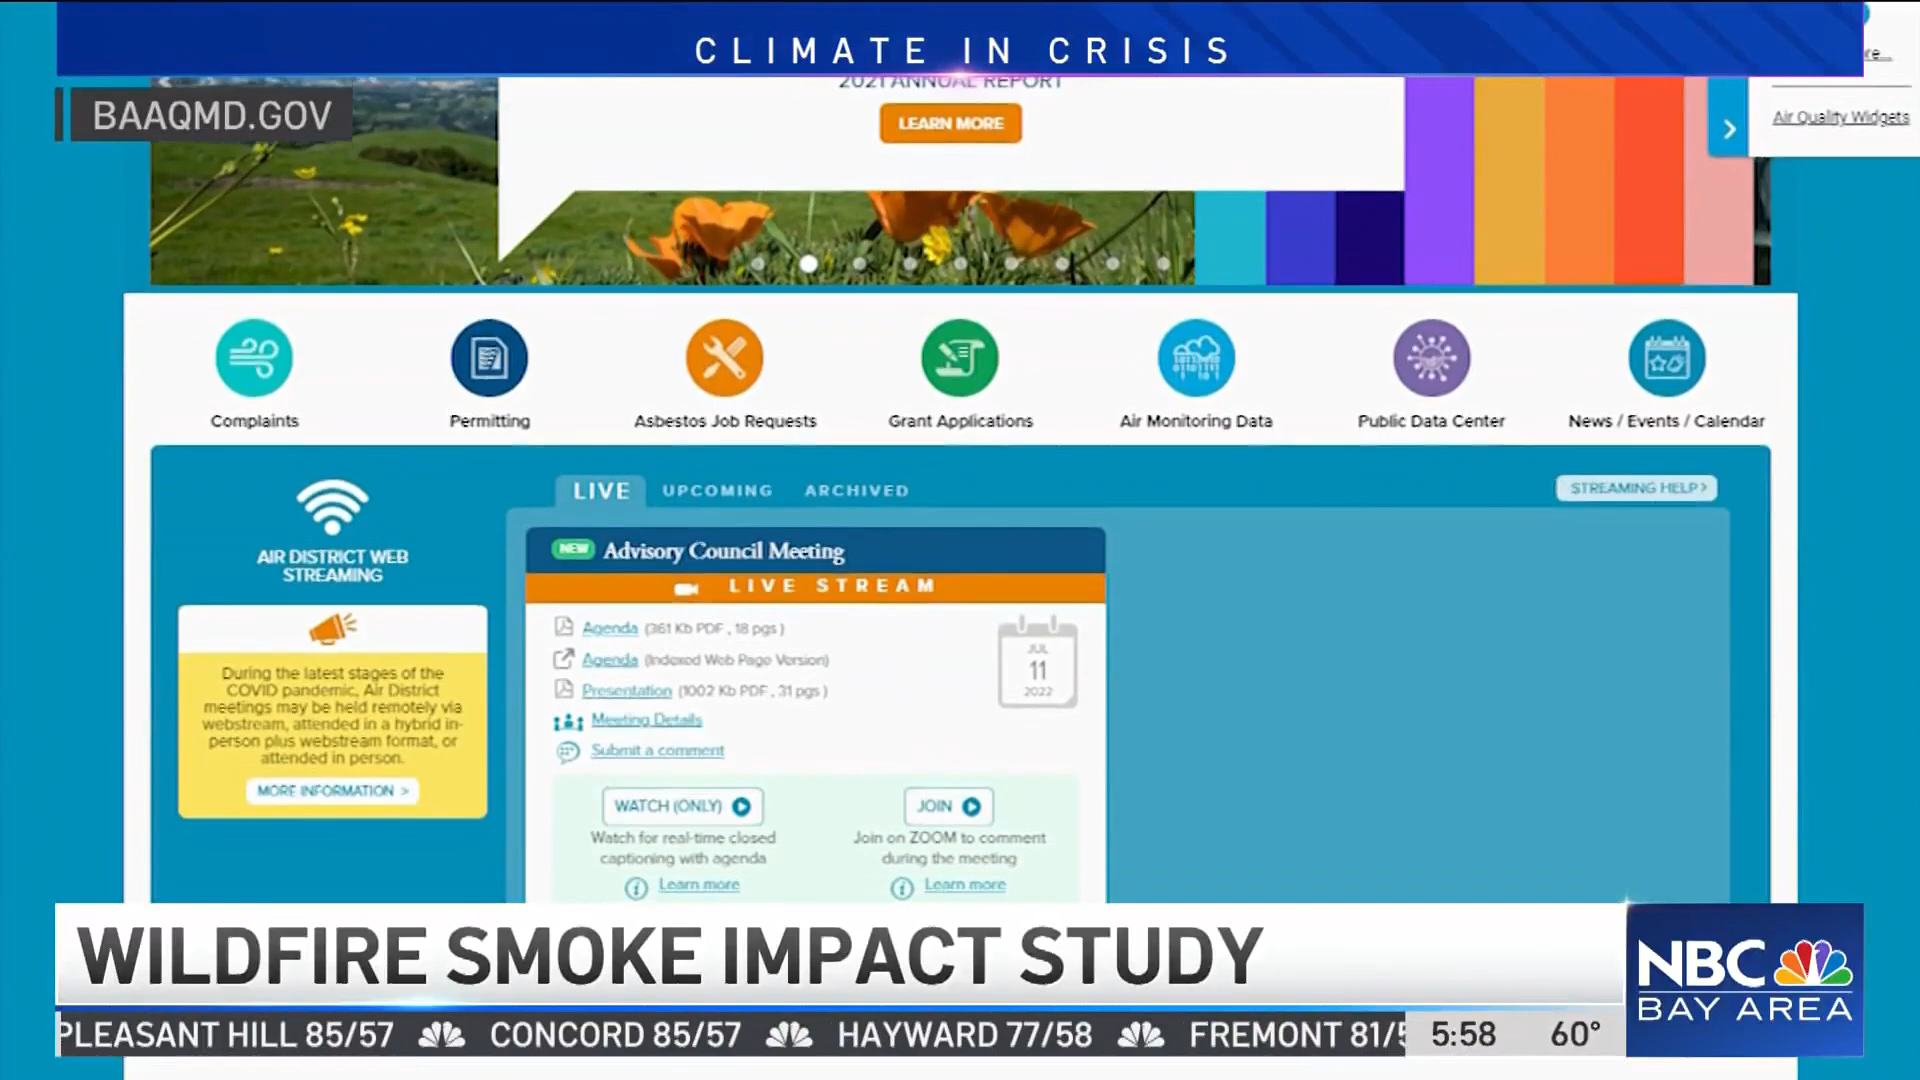 CLIMATE IN CRISIS
BAAQMD.GOV
2021 ANNUAL REPORT
LEARN MORE
Air Quality Widgets
Complaints
Permitting
Asbestos Job Requests
Grant Applications
Air Monitoring Data
Public Data Center
News / Events / Calendar
AIR DISTRICT WEB
STREAMING
During the latest stages of the
COVID pandemic, Air District
meetings may be held remotely via
webstream, attended in a hybrid in-
person plus webstream format, or
attended in person.
MORE INFORMATION >
LIVE UPCOMING ARCHIVED
STREAMING HELP>
NEW Advisory Council Meeting
LIVE STREAM
Agenda (361 Kb PDF, 18 pgs)
Agenda (Indexed Web Page Version)
Presentation (1002 Kb PDF, 31 pgs)
Meeting Details
Submit a comment
JUL
11
2022
WATCH (ONLY)
Watch for real-time closed
captioning with agenda
Learn more
JOIN
Join on ZOOM to comment
during the meeting
Learn more
WILDFIRE SMOKE IMPACT STUDY
NBC
BAY AREA
PLEASANT HILL 85/57 CONCORD 85/57 HAYWARD 77/58 FREMONT 81/5
5:58 60°